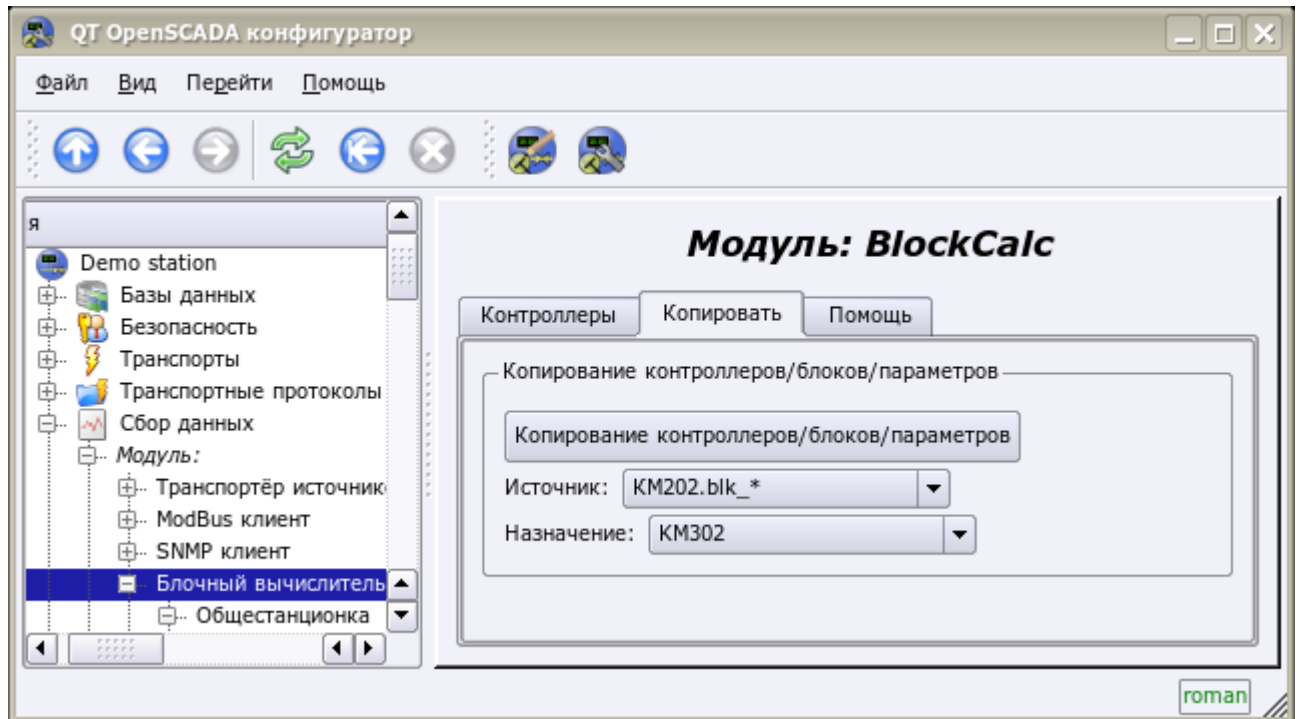 QT OpenSCADA конфигуратор
Файл Вид Перейти Помощь
я
Demo station
Базы данных
Безопасность
Транспорты
Транспортные протоколы
Сбор данных
Модуль:
Транспортёр источник
ModBus клиент
SNMP клиент
Блочный вычислитель
Общестанционка
Модуль: BlockCalc
Контроллеры Копировать Помощь
Копирование контроллеров/блоков/параметров
Копирование контроллеров/блоков/параметров
Источник: KM202.blk_*
Назначение: KM302
roman